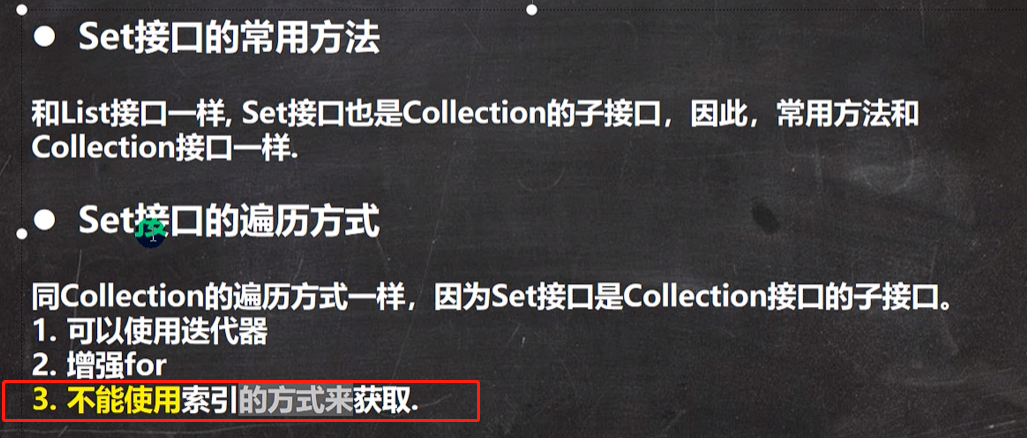 ● Set接口的常用方法
和List接口一样, Set接口也是Collection的子接口，因此，常用方法和
Collection接口一样.
● Set接口的遍历方式
同Collection的遍历方式一样，因为Set接口是Collection接口的子接口。
1. 可以使用迭代器
2. 增强for
3. 不能使用索引的方式来获取.